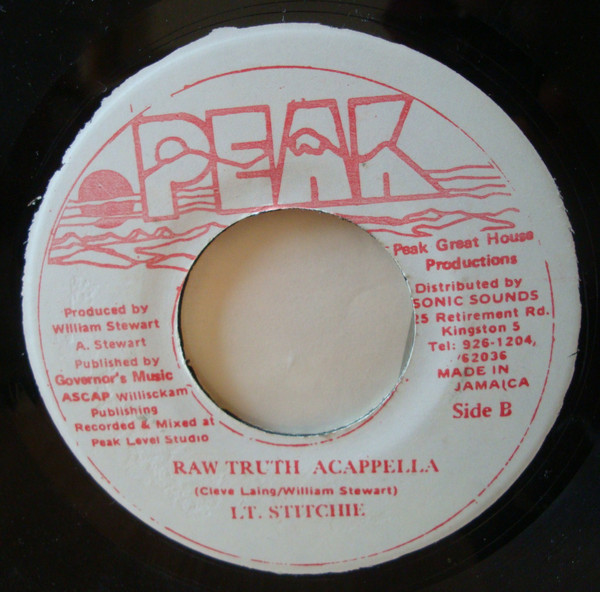 PEAK
Peak Great House
Productions
Produced by
William Stewart
A. Stewart
Published by
Governor's Music
ASCAP Willisckam
Publishing
Recorded & Mixed at
Peak Level Studio
Distributed by
SONIC SOUNDS
25 Retirement Rd.
Kingston 5
Tel: 926-1204,
/62036
MADE IN
JAMAICA
Side B
RAW TRUTH ACAPPELLA
(Cleve Laing/William Stewart)
LT. STITCHIE